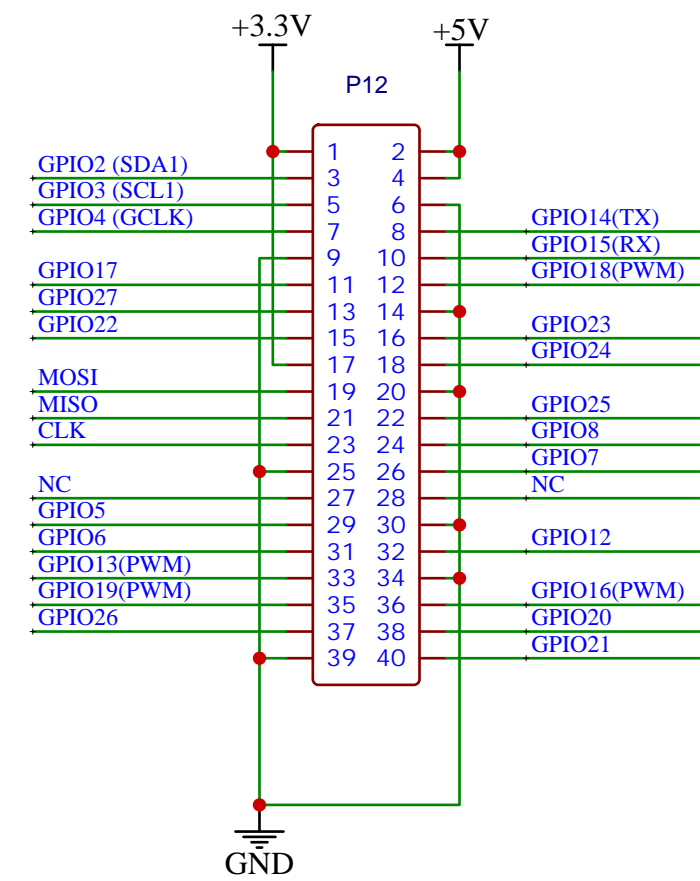 +3.3V +5V
P12
1 2
GPIO2 (SDA1) 3 4
GPIO3 (SCL1) 5 6
GPIO4 (GCLK) 7 8 GPIO14(TX)
9 10 GPIO15(RX)
GPIO17 11 12 GPIO18(PWM)
GPIO27 13 14
GPIO22 15 16 GPIO23
17 18 GPIO24
MOSI 19 20
MISO 21 22 GPIO25
CLK 23 24 GPIO8
25 26 GPIO7
NC 27 28 NC
GPIO5 29 30
GPIO6 31 32 GPIO12
GPIO13(PWM) 33 34
GPIO19(PWM) 35 36 GPIO16(PWM)
GPIO26 37 38 GPIO20
39 40 GPIO21
GND